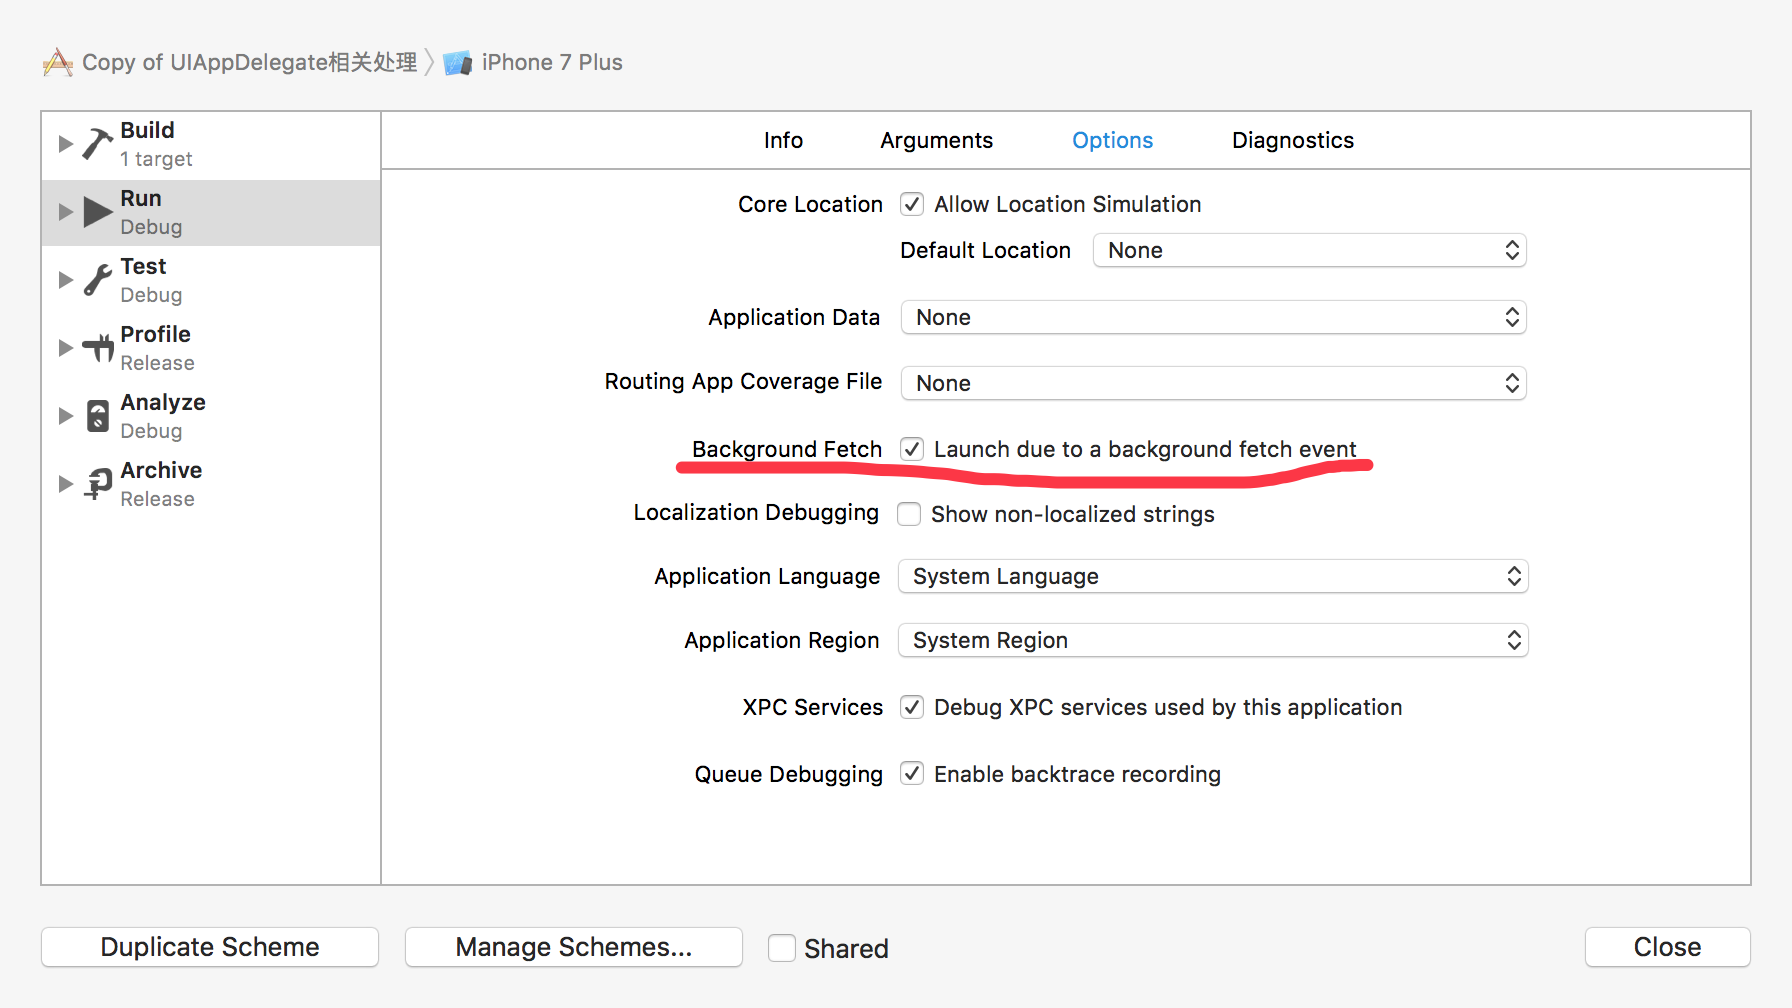 Copy of UIAppDelegate相关处理 iPhone 7 Plus
Build
1 target
Run
Debug
Test
Debug
Profile
Release
Analyze
Debug
Archive
Release
Info Arguments Options Diagnostics
Core Location Allow Location Simulation
Default Location None
Application Data None
Routing App Coverage File None
Background Fetch Launch due to a background fetch event
Localization Debugging Show non-localized strings
Application Language System Language
Application Region System Region
XPC Services Debug XPC services used by this application
Queue Debugging Enable backtrace recording
Duplicate Scheme Manage Schemes... Shared Close